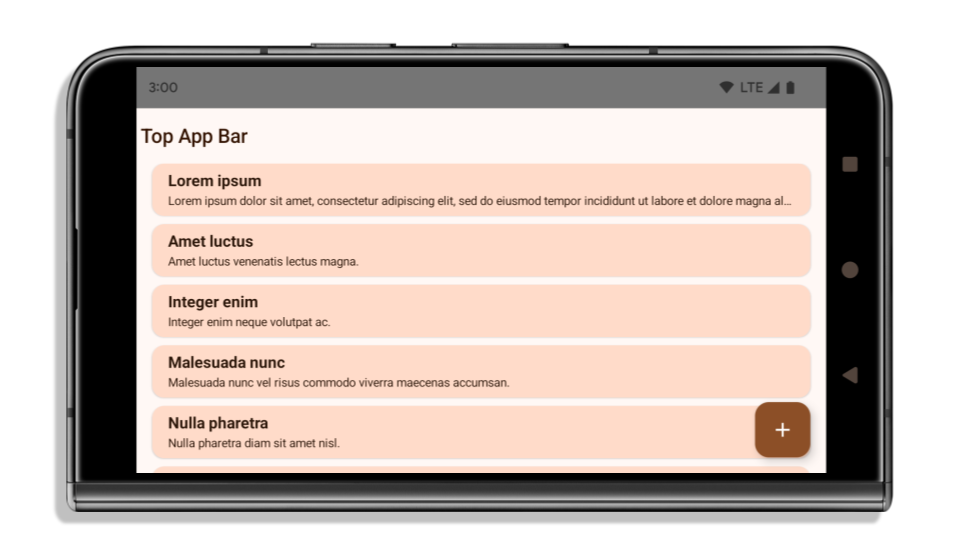 3:00
LTE
Top App Bar
Lorem ipsum
Lorem ipsum dolor sit amet, consectetur adipiscing elit, sed do eiusmod tempor incididunt ut labore et dolore magna al…
Amet luctus
Amet luctus venenatis lectus magna.
Integer enim
Integer enim neque volutpat ac.
Malesuada nunc
Malesuada nunc vel risus commodo viverra maecenas accumsan.
Nulla pharetra
Nulla pharetra diam sit amet nisl.
+